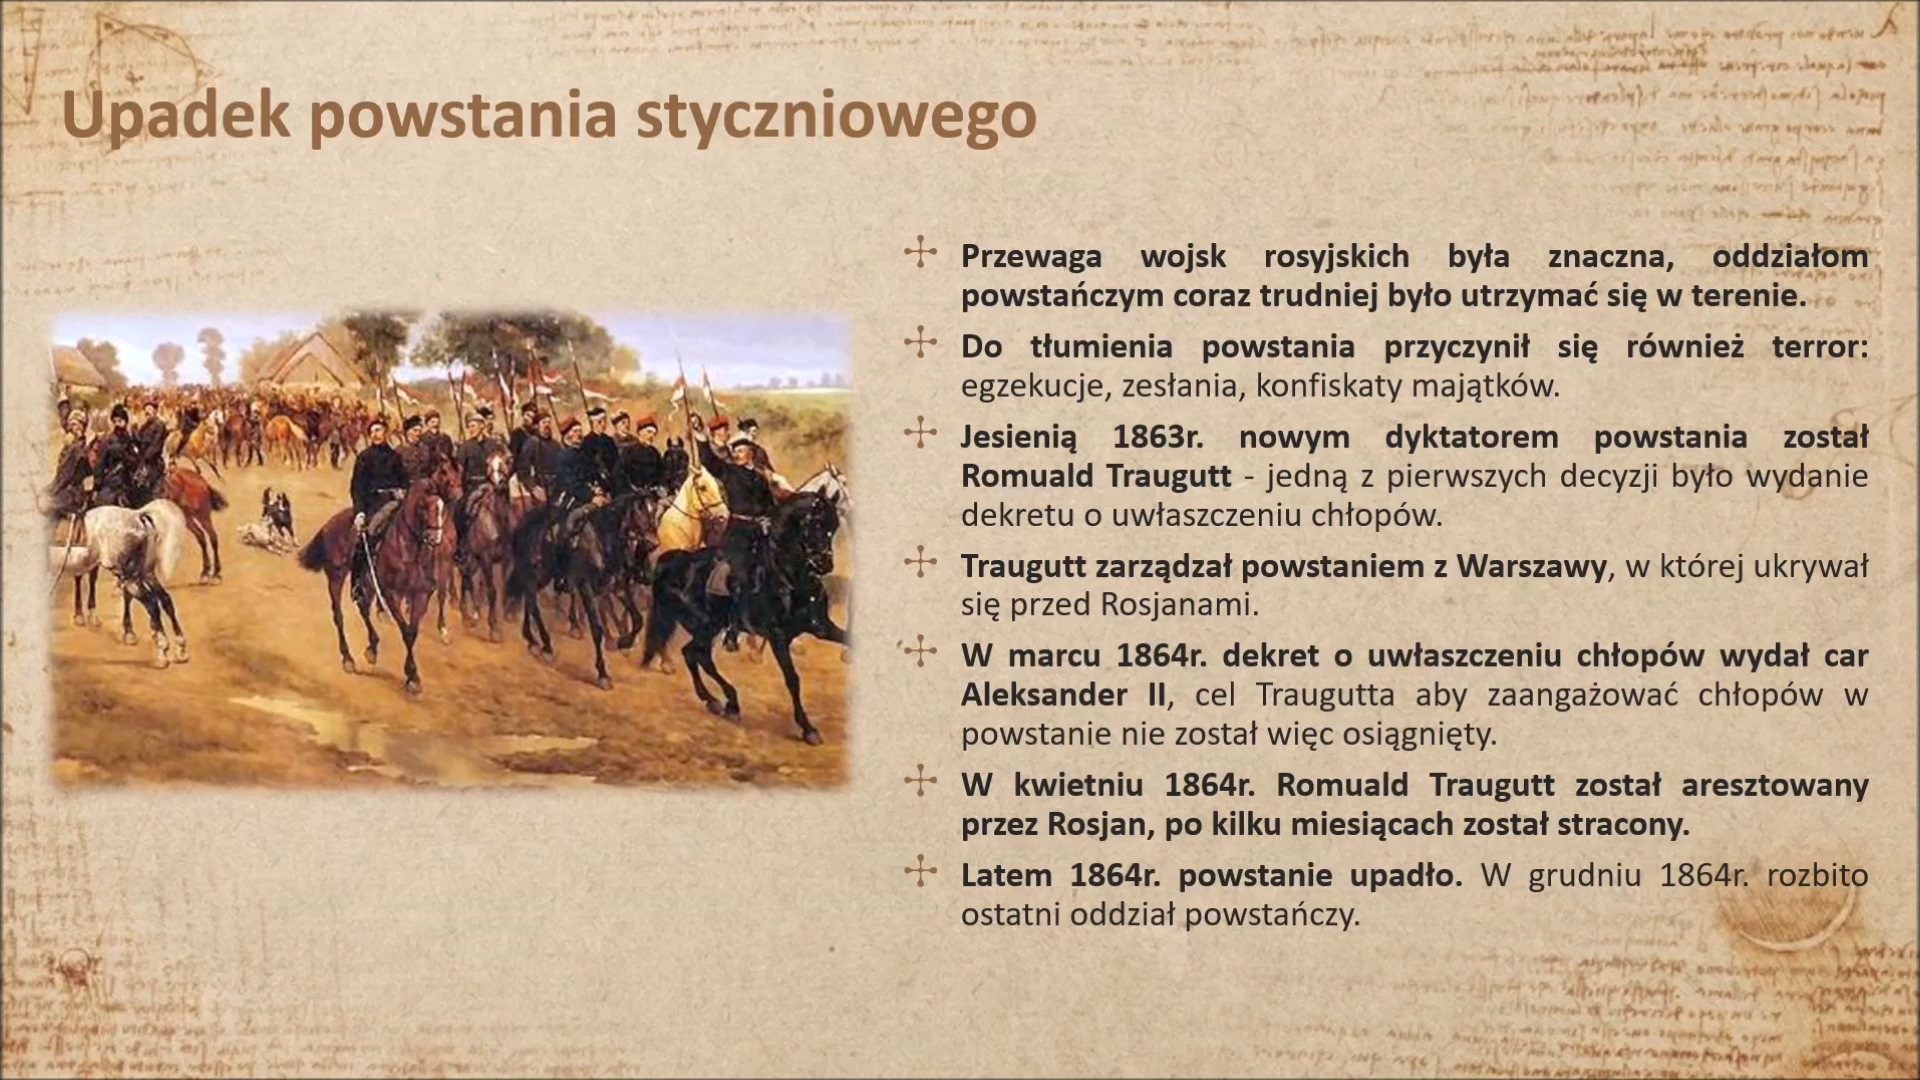 Upadek powstania styczniowego
Przewaga wojsk rosyjskich była znaczna, oddziałom
powstańczym coraz trudniej było utrzymać się w terenie.
Do tłumienia powstania przyczynił się również terror:
egzekucje, zesłania, konfiskaty majątków.
Jesienią 1863r. nowym dyktatorem powstania został
Romuald Traugutt - jedną z pierwszych decyzji było wydanie
dekretu o uwłaszczeniu chłopów.
Traugutt zarządzał powstaniem z Warszawy, w której ukrywał
się przed Rosjanami.
W marcu 1864r. dekret o uwłaszczeniu chłopów wydał car
Aleksander II, cel Traugutta aby zaangażować chłopów w
powstanie nie został więc osiągnięty.
W kwietniu 1864r. Romuald Traugutt został aresztowany
przez Rosjan, po kilku miesiącach został stracony.
Latem 1864r. powstanie upadło. W grudniu 1864r. rozbito
ostatni oddział powstańczy.